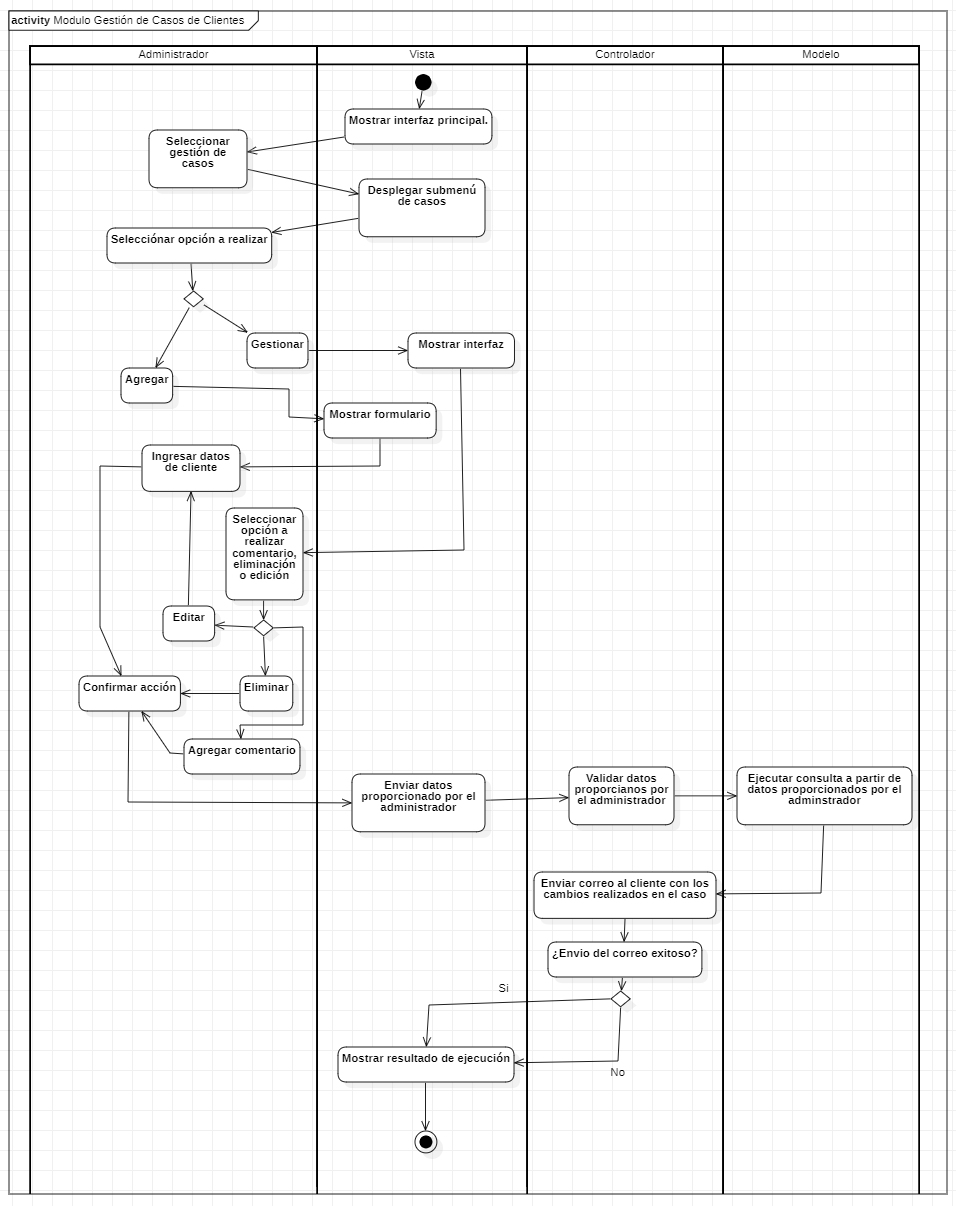 activity Modulo Gestión de Casos de Clientes
Administrador
Vista
Controlador
Modelo
Mostrar interfaz principal.
Seleccionar
gestión de
casos
Desplegar submenú
de casos
Selecciónar opción a realizar
Gestionar
Mostrar interfaz
Agregar
Mostrar formulario
Ingresar datos
de cliente
Seleccionar
opción a
realizar
comentario,
eliminación
o edición
Editar
Confirmar acción
Eliminar
Agregar comentario
Enviar datos
proporcionado por el
administrador
Validar datos
proporcianos por
el administrador
Ejecutar consulta a partir de
datos proporcionados por el
adminstrador
Enviar correo al cliente con los
cambios realizados en el caso
¿Envio del correo exitoso?
Si
Mostrar resultado de ejecución
No